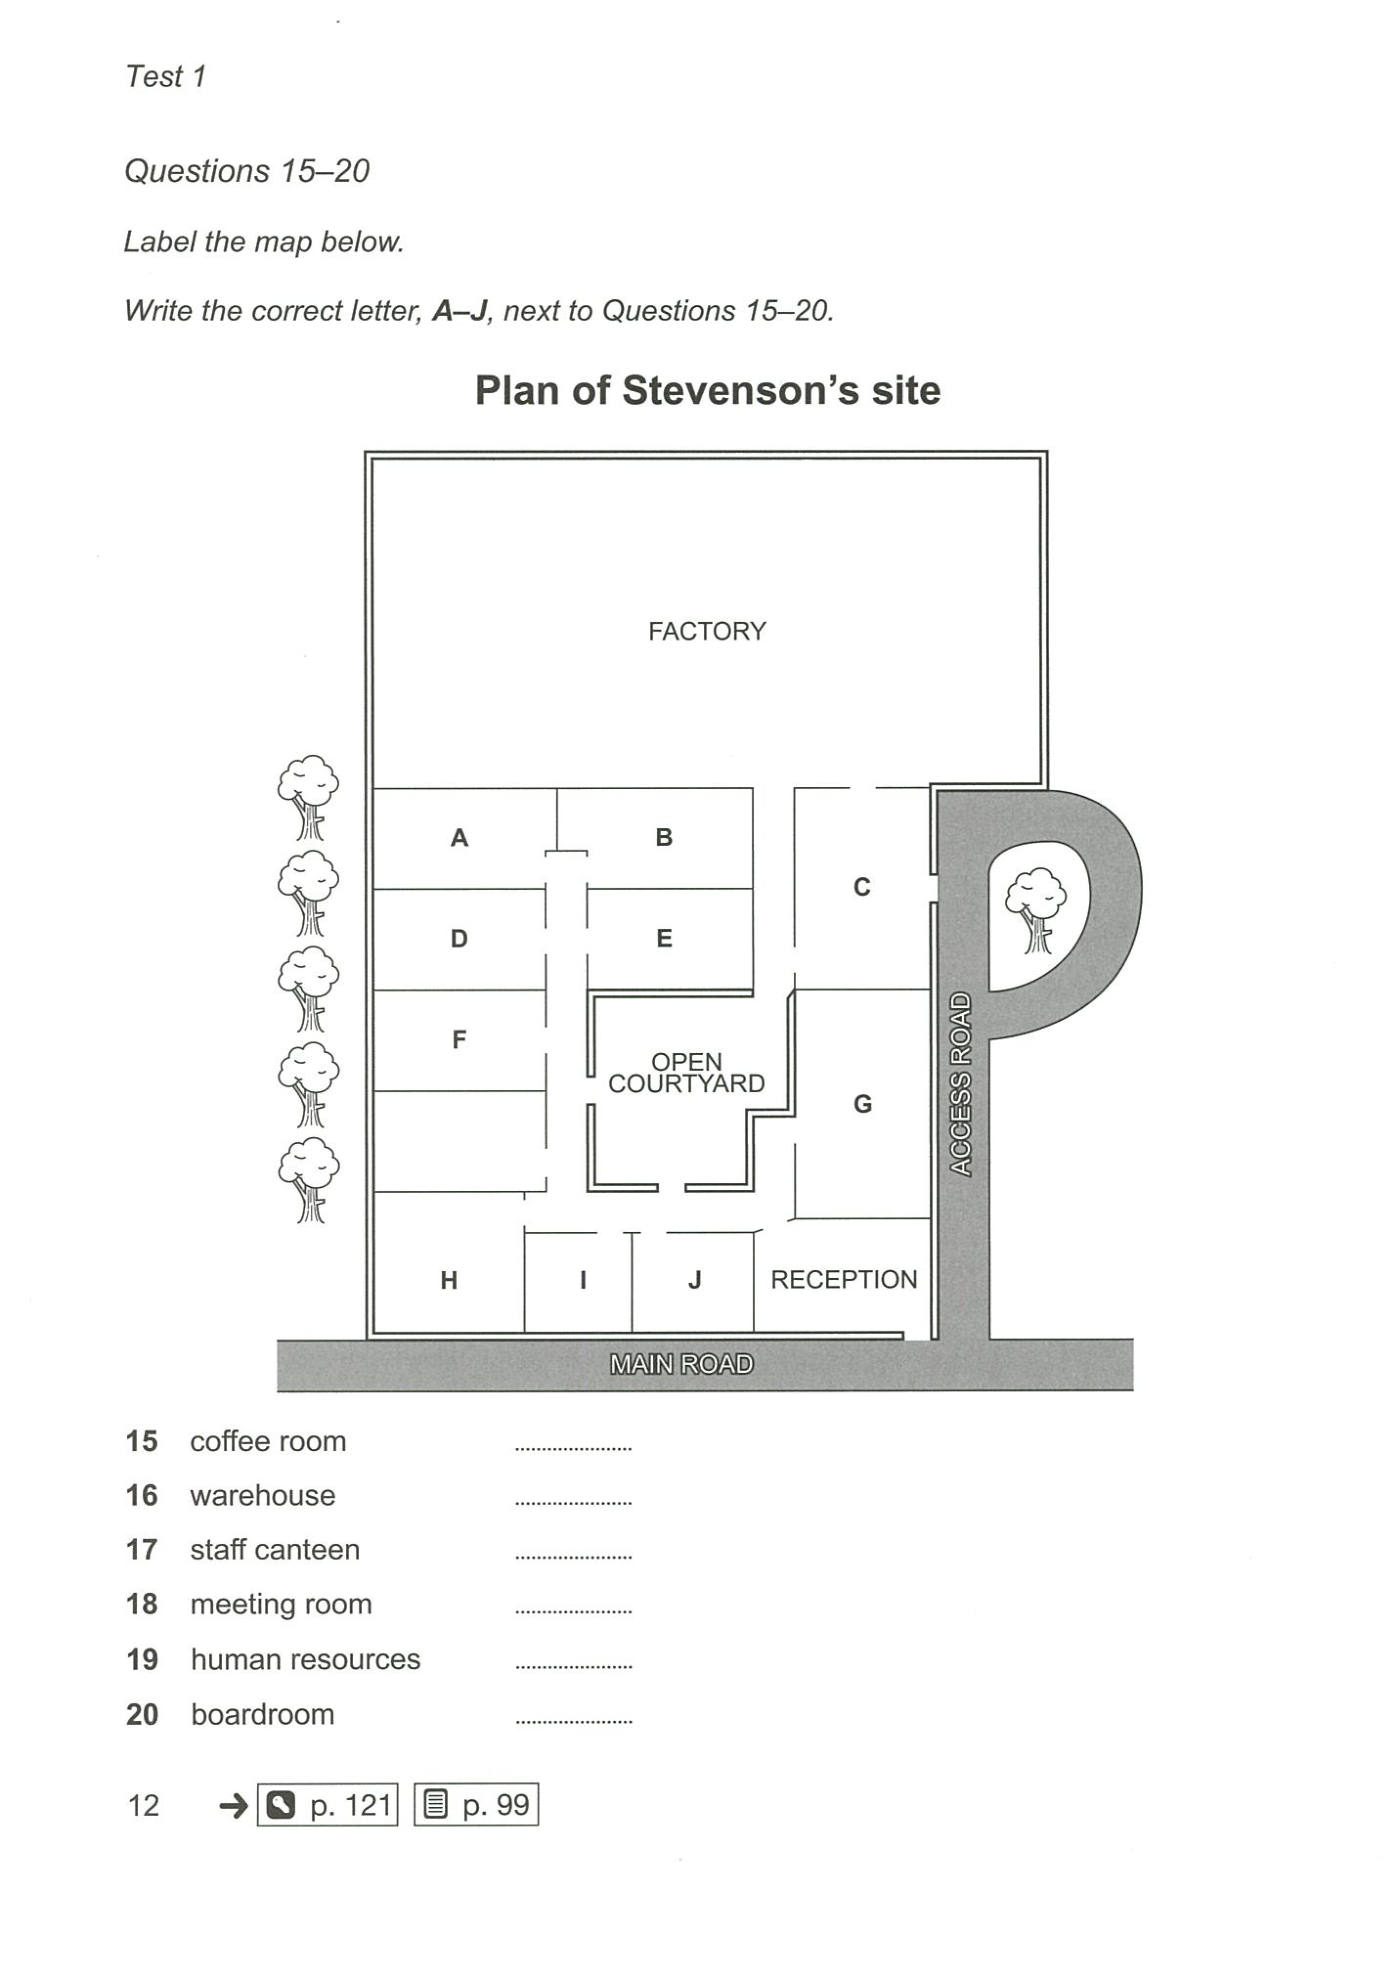 Test 1
Questions 15–20
Label the map below.
Write the correct letter, A–J, next to Questions 15–20.
Plan of Stevenson's site
FACTORY
A
B
C
D
E
F
OPEN
COURTYARD
G
ACCESS ROAD
H
I
J
RECEPTION
MAIN ROAD
15 coffee room ......................
16 warehouse ......................
17 staff canteen ......................
18 meeting room ......................
19 human resources ......................
20 boardroom ......................
12 → p. 121 p. 99